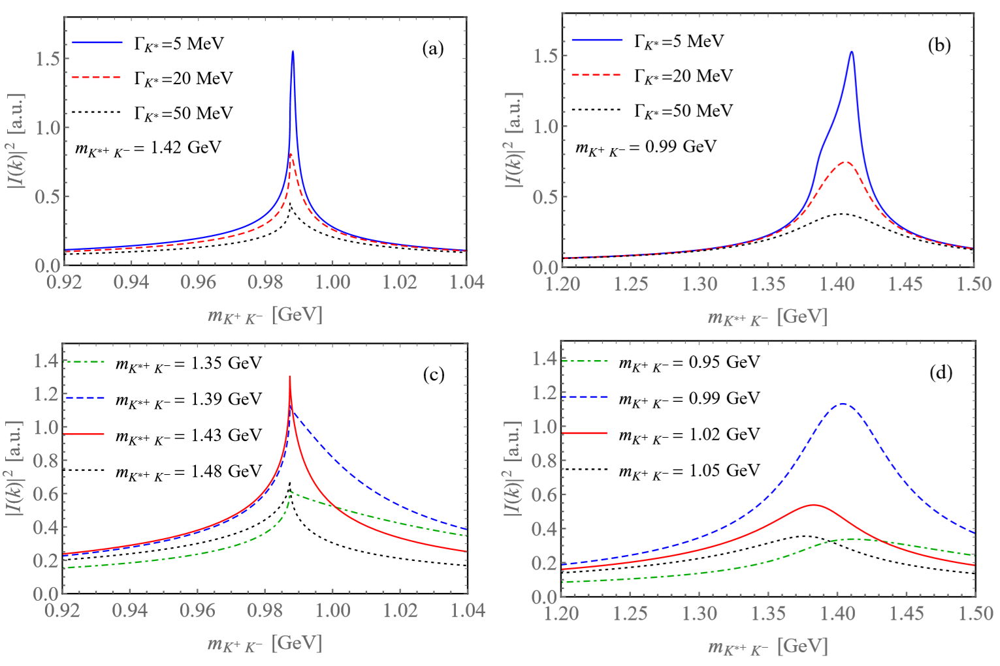 (a)
Γ_K*=5 MeV
Γ_K*=20 MeV
Γ_K*=50 MeV
m_K*+ K− = 1.42 GeV
|I(k)|² [a.u.]
1.5
1.0
0.5
0.0
0.92 0.94 0.96 0.98 1.00 1.02 1.04
m_K+ K− [GeV]
(b)
Γ_K*=5 MeV
Γ_K*=20 MeV
Γ_K*=50 MeV
m_K+ K− = 0.99 GeV
|I(k)|² [a.u.]
1.5
1.0
0.5
0.0
1.20 1.25 1.30 1.35 1.40 1.45 1.50
m_K*+ K− [GeV]
(c)
m_K*+ K− = 1.35 GeV
m_K*+ K− = 1.39 GeV
m_K*+ K− = 1.43 GeV
m_K*+ K− = 1.48 GeV
|I(k)|² [a.u.]
1.4
1.2
1.0
0.8
0.6
0.4
0.2
0.0
0.92 0.94 0.96 0.98 1.00 1.02 1.04
m_K+ K− [GeV]
(d)
m_K+ K− = 0.95 GeV
m_K+ K− = 0.99 GeV
m_K+ K− = 1.02 GeV
m_K+ K− = 1.05 GeV
|I(k)|² [a.u.]
1.4
1.2
1.0
0.8
0.6
0.4
0.2
0.0
1.20 1.25 1.30 1.35 1.40 1.45 1.50
m_K*+ K− [GeV]